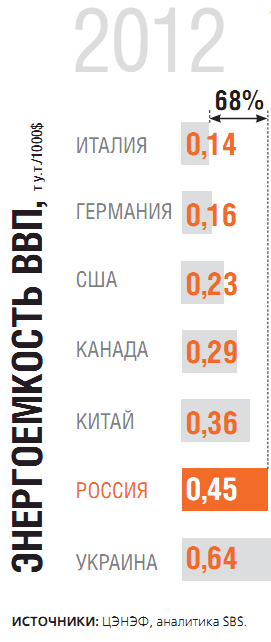 2012
68%
ЭНЕРГОЕМКОСТЬ ВВП, т у.т./1000$
ИТАЛИЯ 0,14
ГЕРМАНИЯ 0,16
США 0,23
КАНАДА 0,29
КИТАЙ 0,36
РОССИЯ 0,45
УКРАИНА 0,64
ИСТОЧНИКИ: ЦЭНЭФ, аналитика SBS.